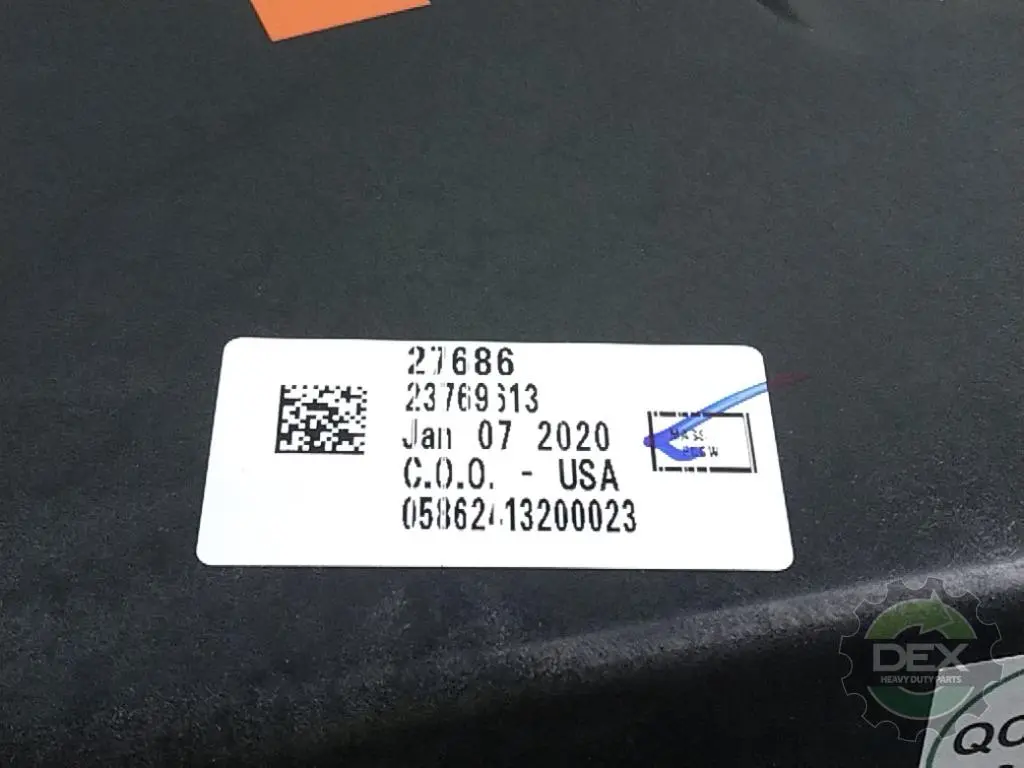 27686
23769613
Jan 07 2020
C.O.O. - USA
05862413200023
DEX
HEAVY DUTY PARTS